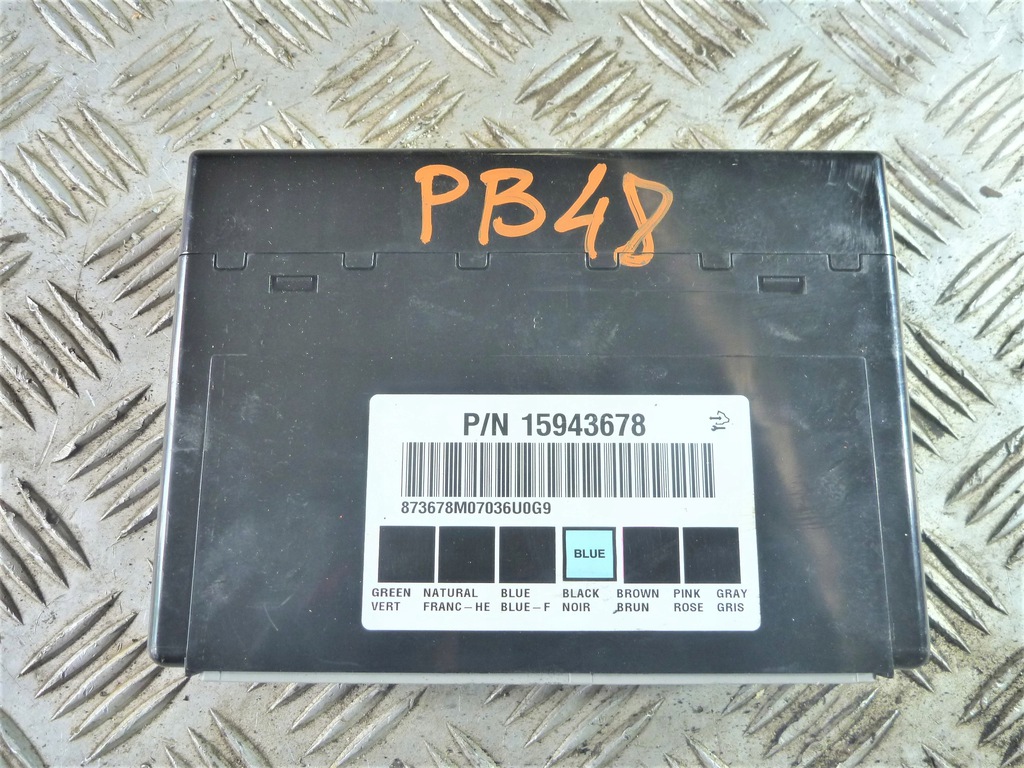 PB48
P/N 15943678
873678M07036U0G9
BLUE
GREEN NATURAL BLUE BLACK BROWN PINK GRAY
VERT FRANC-HE BLUE-F NOIR BRUN ROSE GRIS